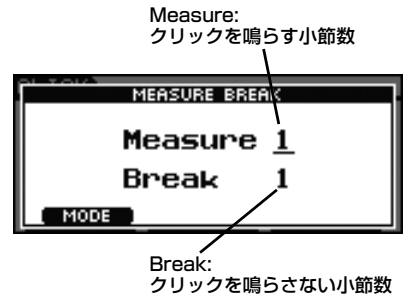 Measure:
クリックを鳴らす小節数
MEASURE BREAK
Measure 1
Break 1
MODE
Break:
クリックを鳴らさない小節数